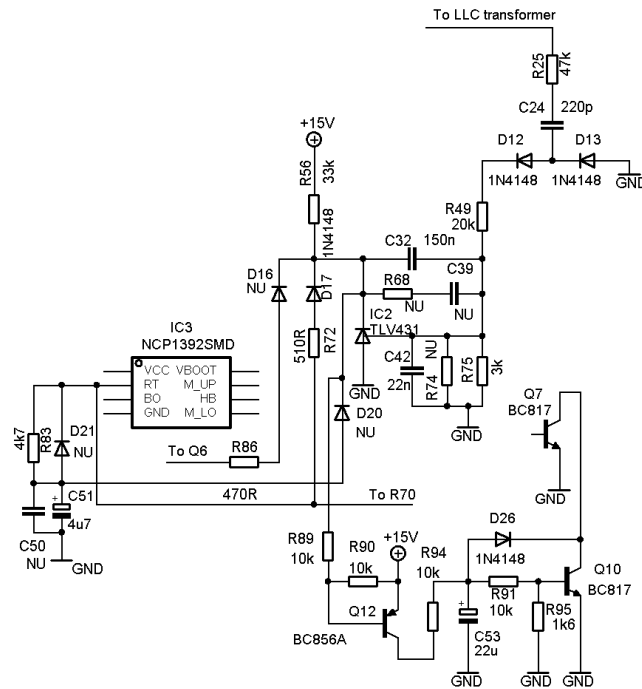 To LLC transformer
R25
47k
C24 220p
+15V
D12 D13
1N4148 1N4148
GND
R56
33k
1N4148
R49
20k
C32 150n
D16
NU
D17
R68
NU
C39
NU
IC2
TLV431
IC3
NCP1392SMD
VCC VBOOT
RT M_UP
BO HB
GND M_LO
510R
R72
C42
22n
NU
R74
R75
3k
GND
GND
Q7
BC817
GND
4k7
R83
D21
NU
D20
NU
To Q6
R86
470R
To R70
C51
+
4u7
C50
NU
GND
R89
10k
R90
10k
+15V
R94
10k
D26
1N4148
Q10
BC817
R91
10k
R95
1k6
Q12
BC856A
+
C53
22u
GND
GND
GND